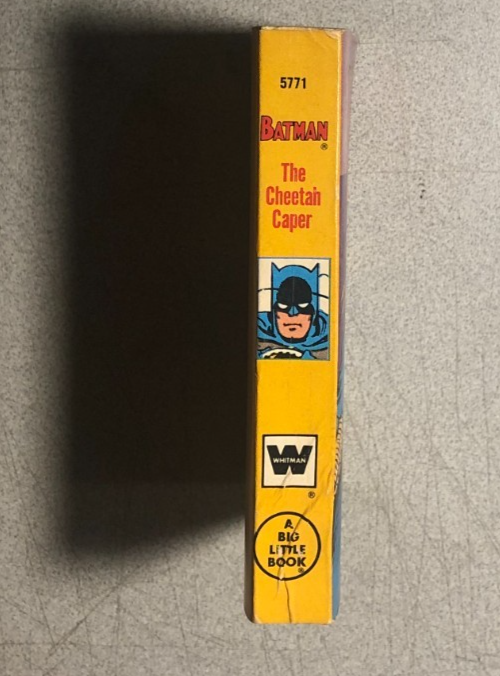 5771
BATMAN
®
The
Cheetah
Caper
WHITMAN
®
A
BIG
LITTLE
BOOK®